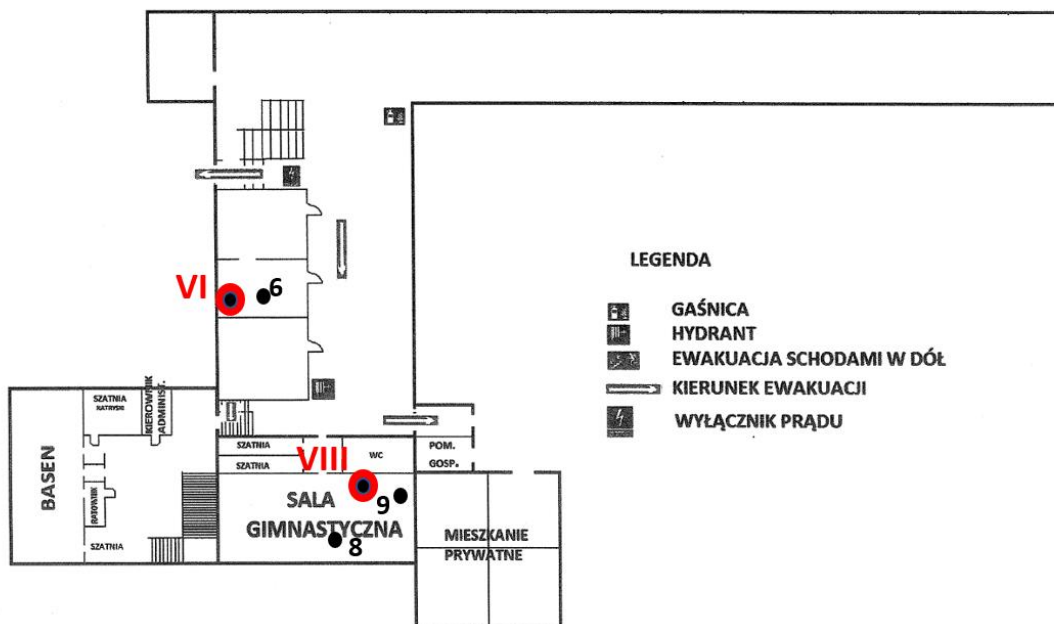 VI
6
LEGENDA
GAŚNICA
HYDRANT
EWAKUACJA SCHODAMI W DÓŁ
KIERUNEK EWAKUACJI
WYŁĄCZNIK PRĄDU
SZATNIA
NATRYSKI
KIEROWNIK
ADMINIST.
BASEN
RATOWNIK
SZATNIA
SZATNIA
SZATNIA
WC
VIII
POM.
GOSP.
SALA
GIMNASTYCZNA
9
8
MIESZKANIE
PRYWATNE